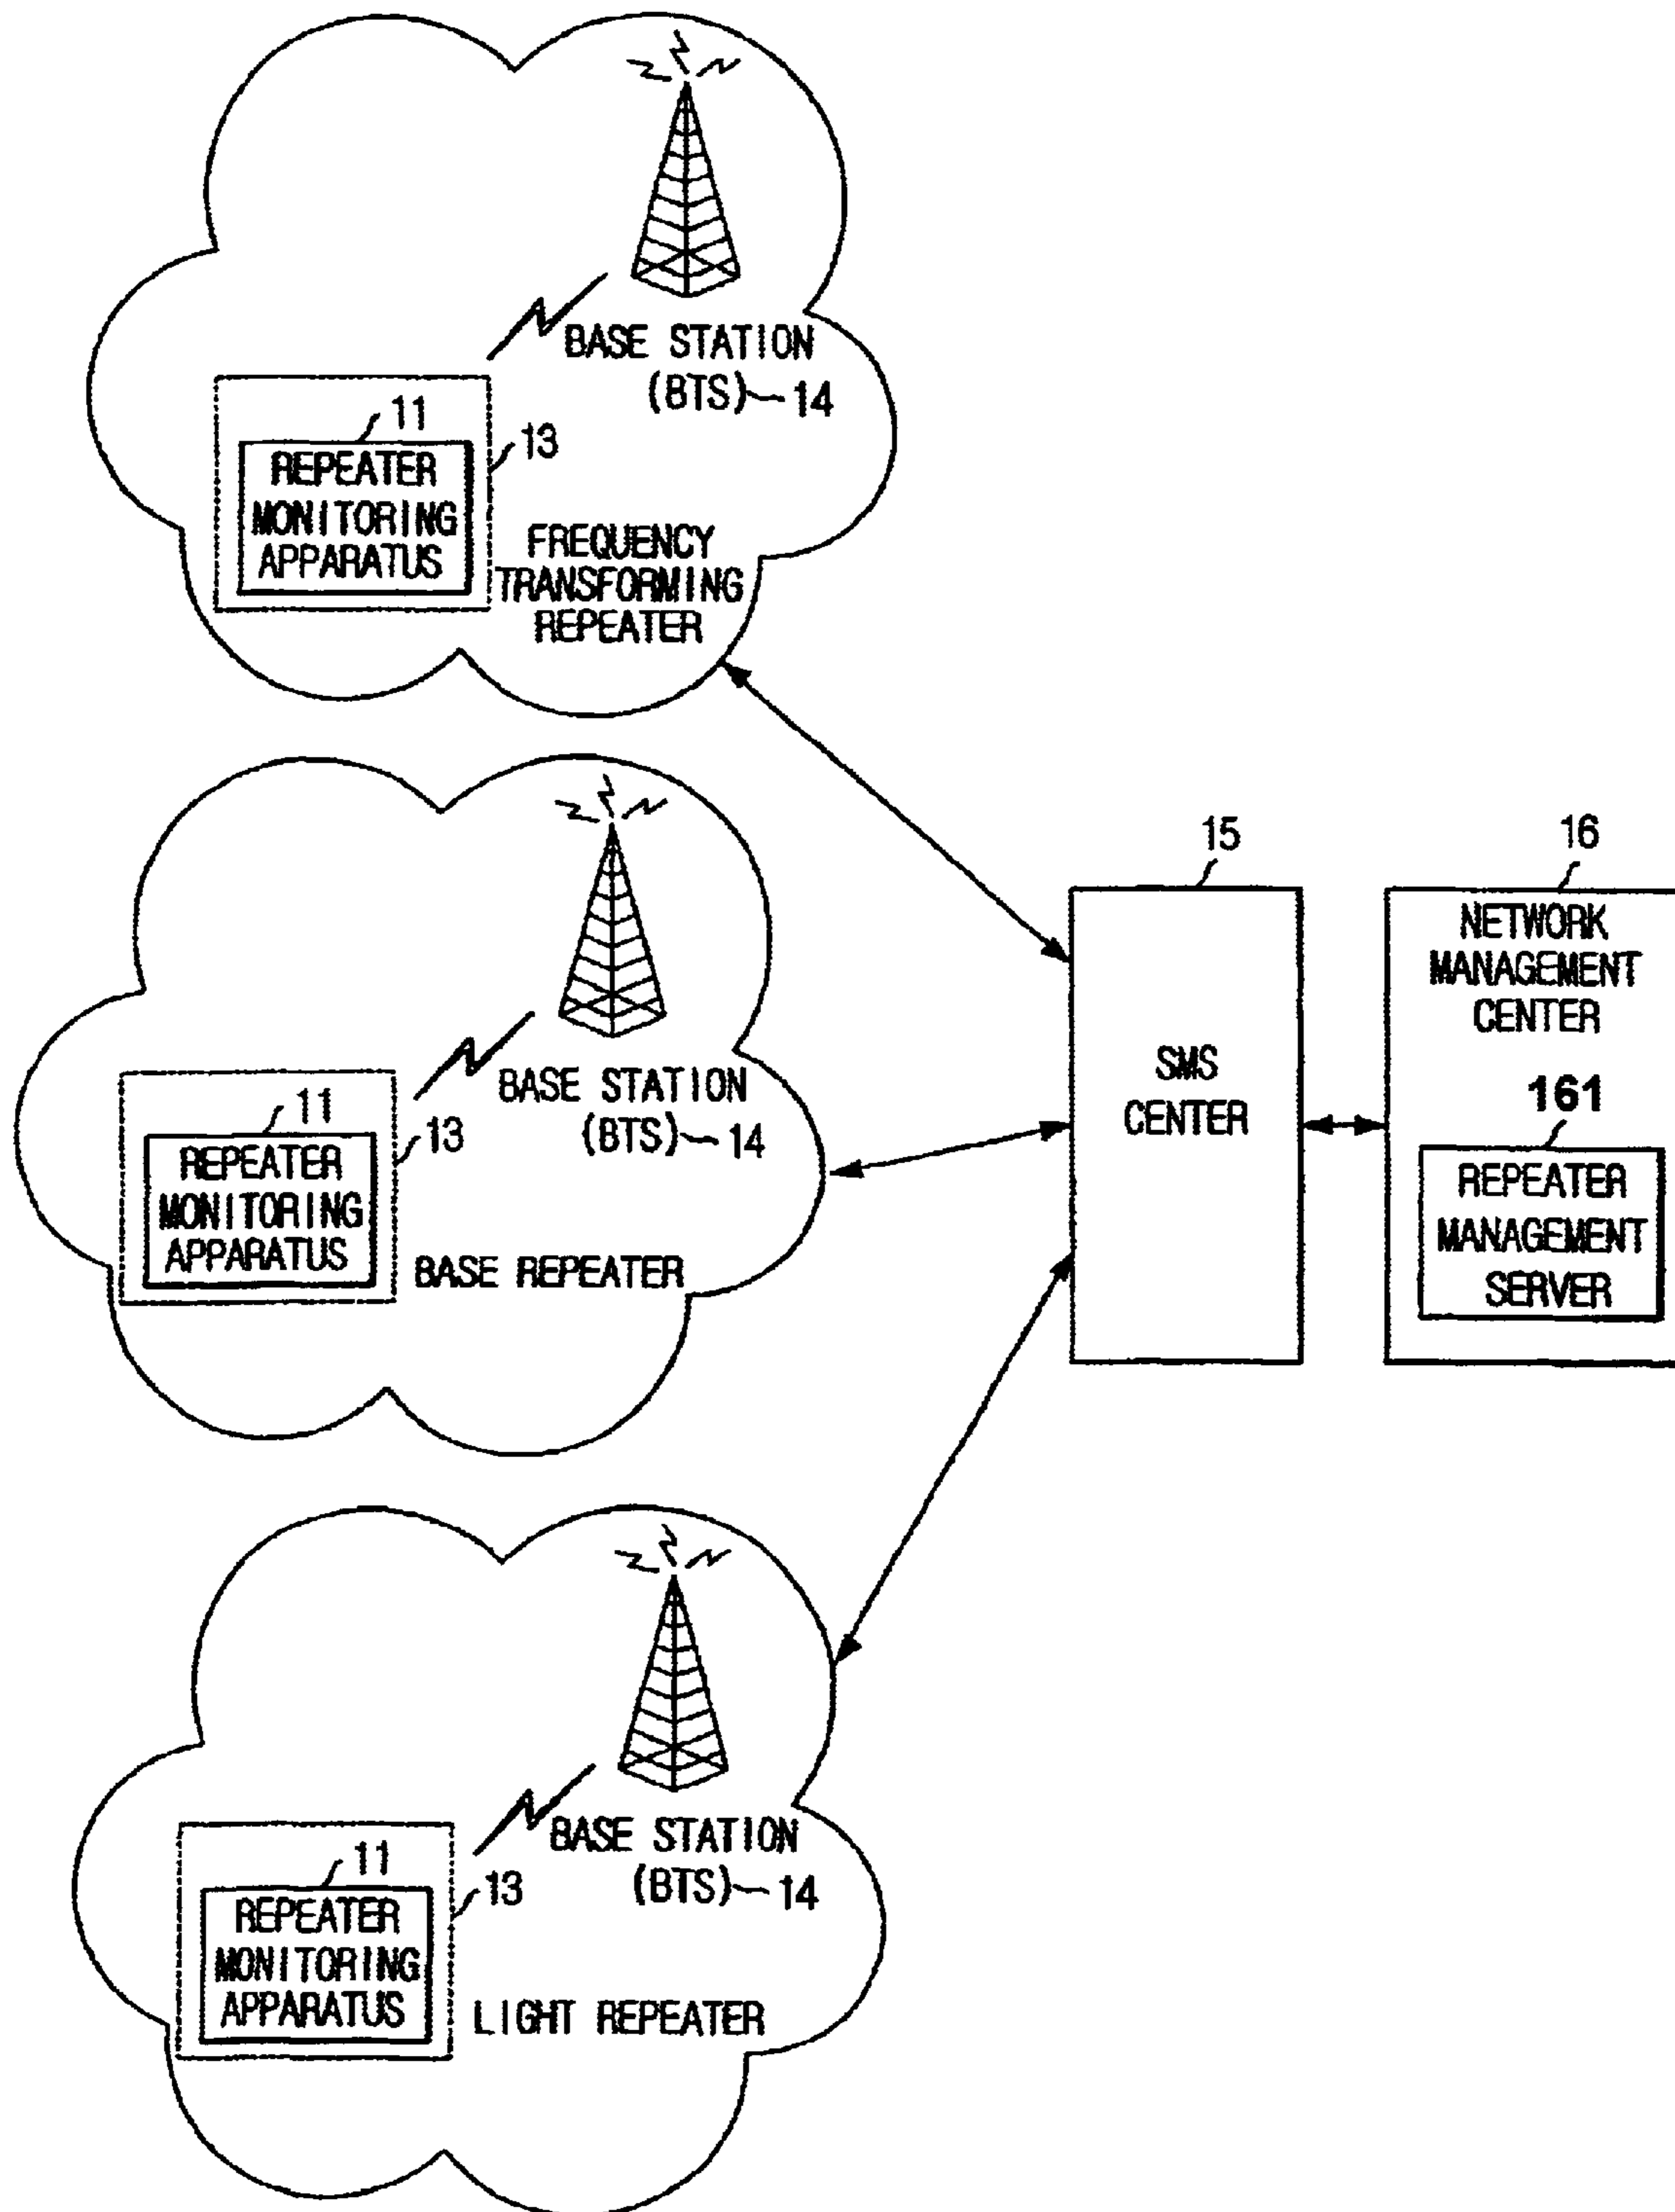 BASE STATION
(BTS) 14
11
13
REPEATER
MONITORING
APPARATUS
FREQUENCY
TRANSFORMING
REPEATER
BASE STATION
(BTS) 14
11
13
REPEATER
MONITORING
APPARATUS
BASE REPEATER
15
SMS
CENTER
16
NETWORK
MANAGEMENT
CENTER
161
REPEATER
MANAGEMENT
SERVER
BASE STATION
(BTS) 14
11
13
REPEATER
MONITORING
APPARATUS
LIGHT REPEATER